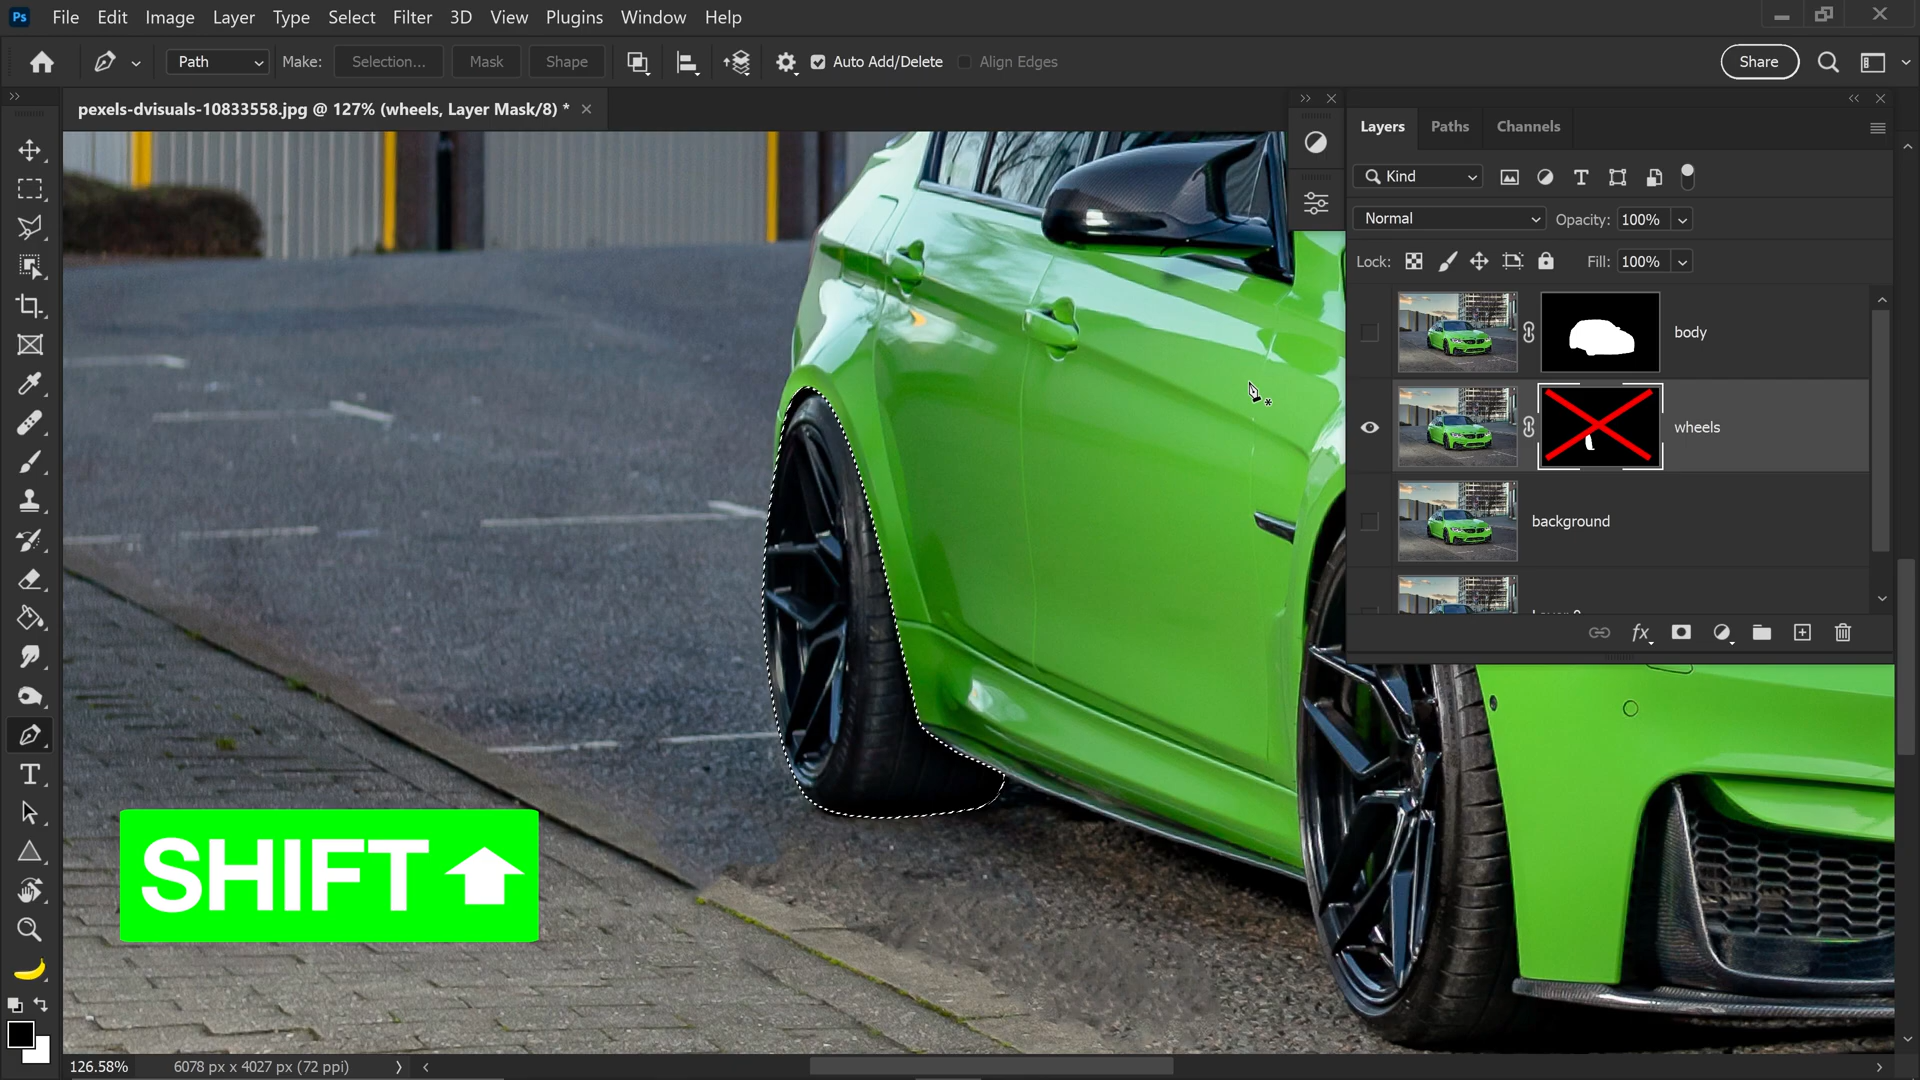 Ps File Edit Image Layer Select Type Select Filter 3D View Plugins Window Help
Path Make: Selection... Mask Shape Auto Add/Delete Align Edges Share
pexels-dvisuals-10833558.jpg @ 127% (wheels, Layer Mask/8) *
Layers Paths Channels
Kind
Normal Opacity: 100%
Lock: Fill: 100%
body
wheels
background
fx
SHIFT
126.58% 6078 px x 4027 px (72 ppi)